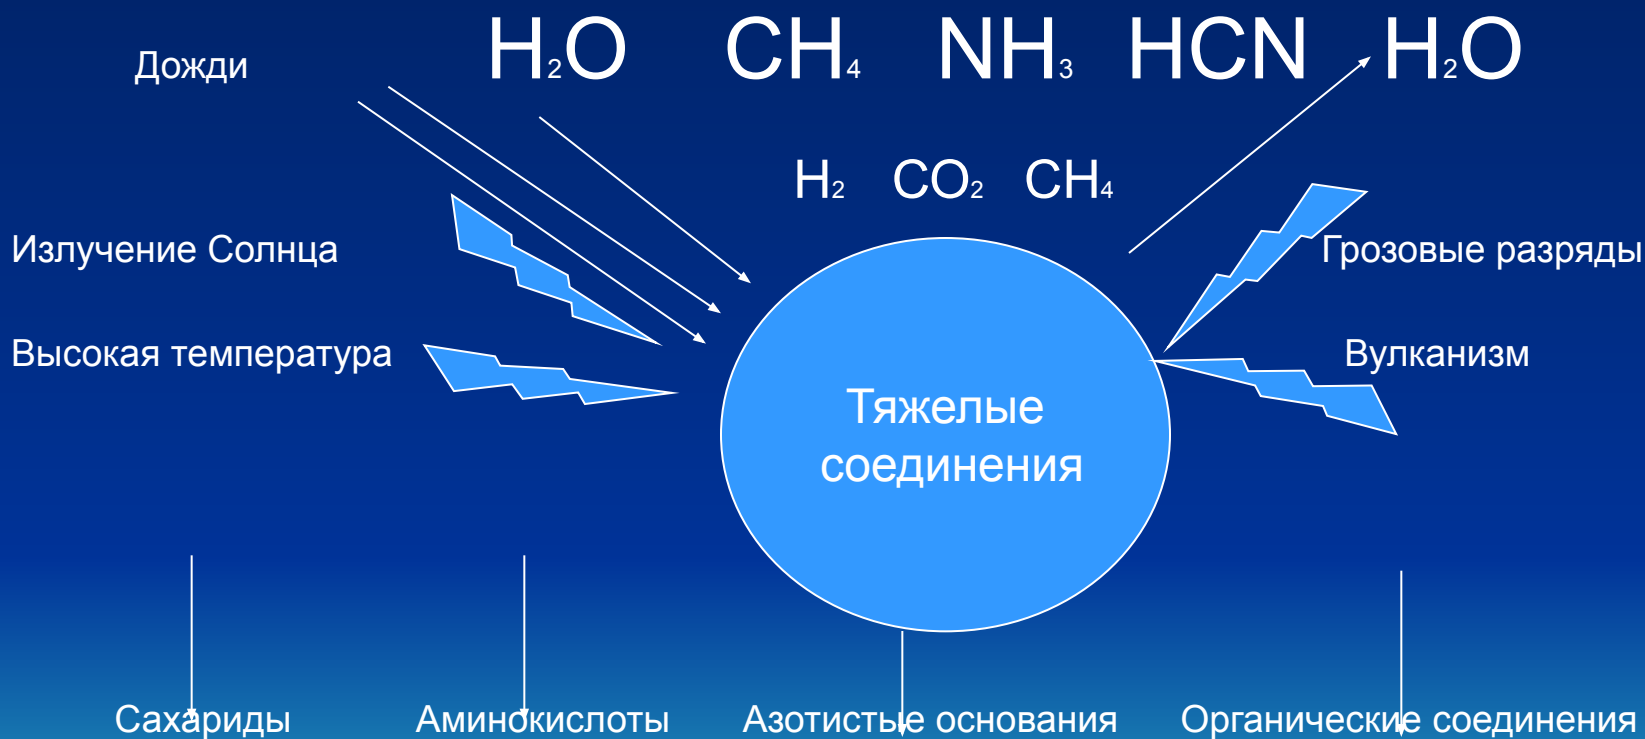 Дожди H₂O CH₄ NH₃ HCN H₂O
H₂ CO₂ CH₄
Излучение Солнца Грозовые разряды
Высокая температура Вулканизм
Тяжелые
соединения
Сахариды Аминокислоты Азотистые основания Органические соединения